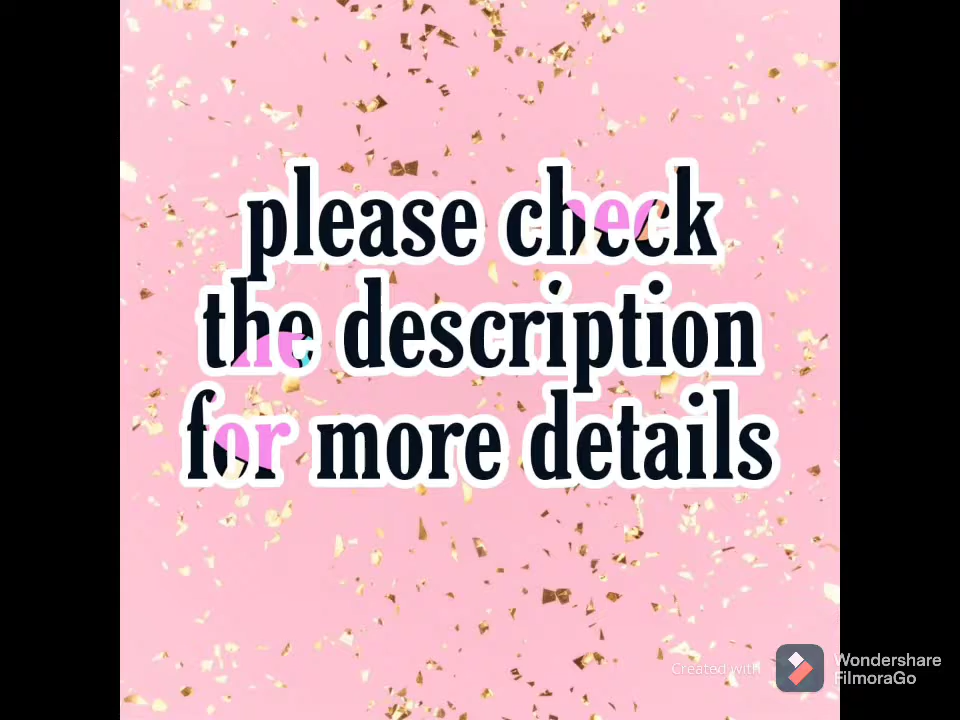 please check
the description
for more details
Created with
Wondershare
FilmoraGo